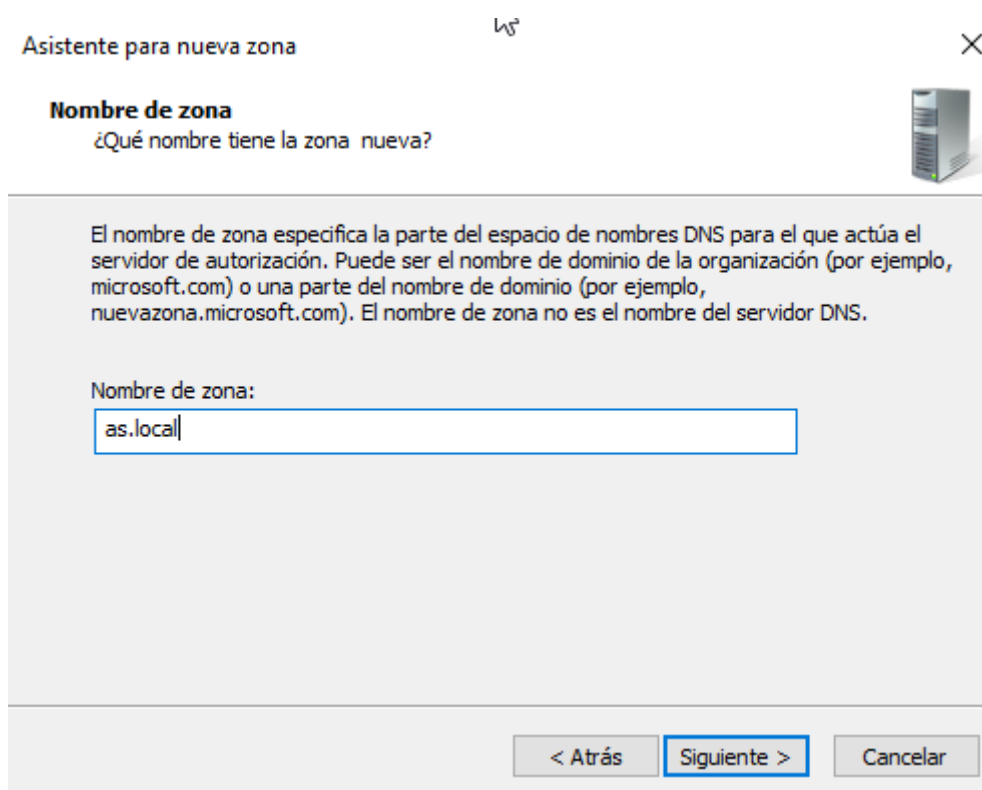 Asistente para nueva zona
Nombre de zona
¿Qué nombre tiene la zona  nueva?
El nombre de zona especifica la parte del espacio de nombres DNS para el que actúa el
servidor de autorización. Puede ser el nombre de dominio de la organización (por ejemplo,
microsoft.com) o una parte del nombre de dominio (por ejemplo,
nuevazona.microsoft.com). El nombre de zona no es el nombre del servidor DNS.
Nombre de zona:
as.local
< Atrás
Siguiente >
Cancelar